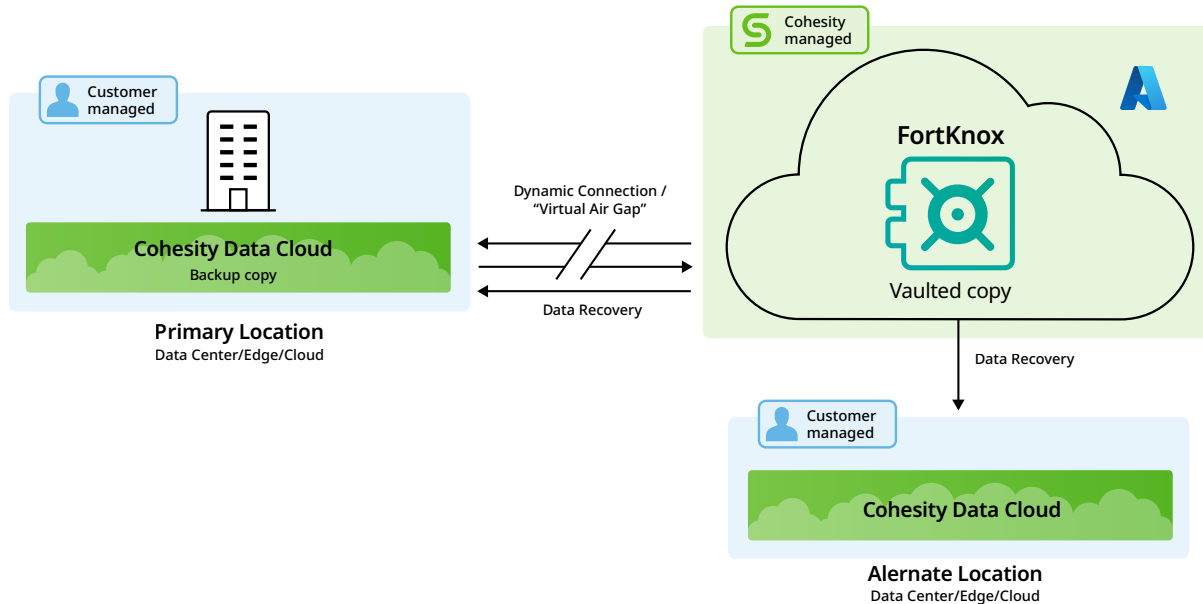 Cohesity
managed
Customer
managed
FortKnox
Dynamic Connection /
“Virtual Air Gap”
Cohesity Data Cloud
Backup copy
Vaulted copy
Data Recovery
Primary Location
Data Center/Edge/Cloud
Data Recovery
Customer
managed
Cohesity Data Cloud
Alernate Location
Data Center/Edge/Cloud